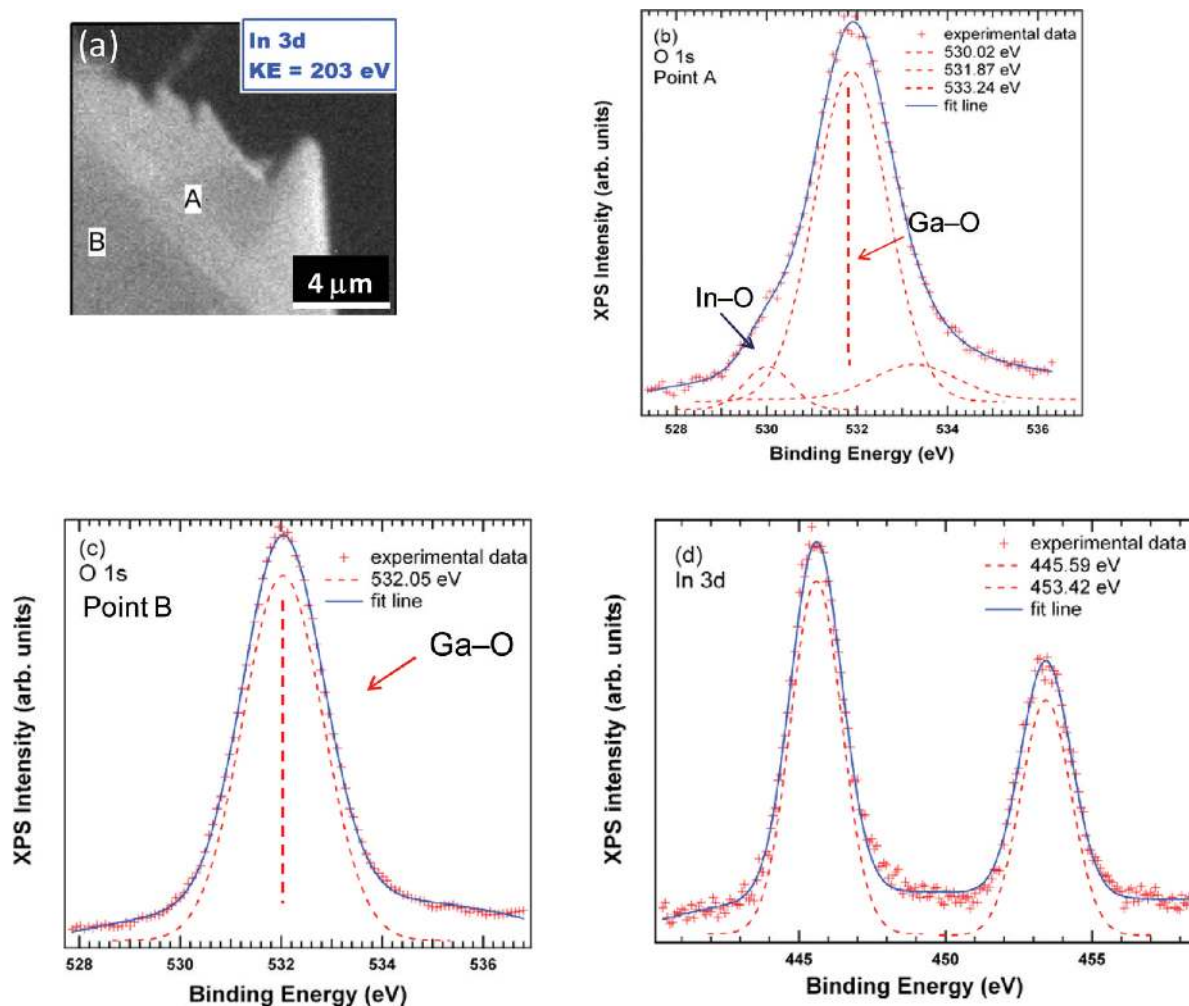 (a)
In 3d
KE = 203 eV
A
B
4 μm
(b)
O 1s
Point A
experimental data
530.02 eV
531.87 eV
533.24 eV
fit line
Ga–O
In–O
XPS Intensity (arb. units)
528 530 532 534 536
Binding Energy (eV)
(c)
O 1s
Point B
experimental data
532.05 eV
fit line
Ga–O
XPS Intensity (arb. units)
528 530 532 534 536
Binding Energy (eV)
(d)
In 3d
experimental data
445.59 eV
453.42 eV
fit line
XPS intensity (arb. units)
445 450 455
Binding Energy (eV)